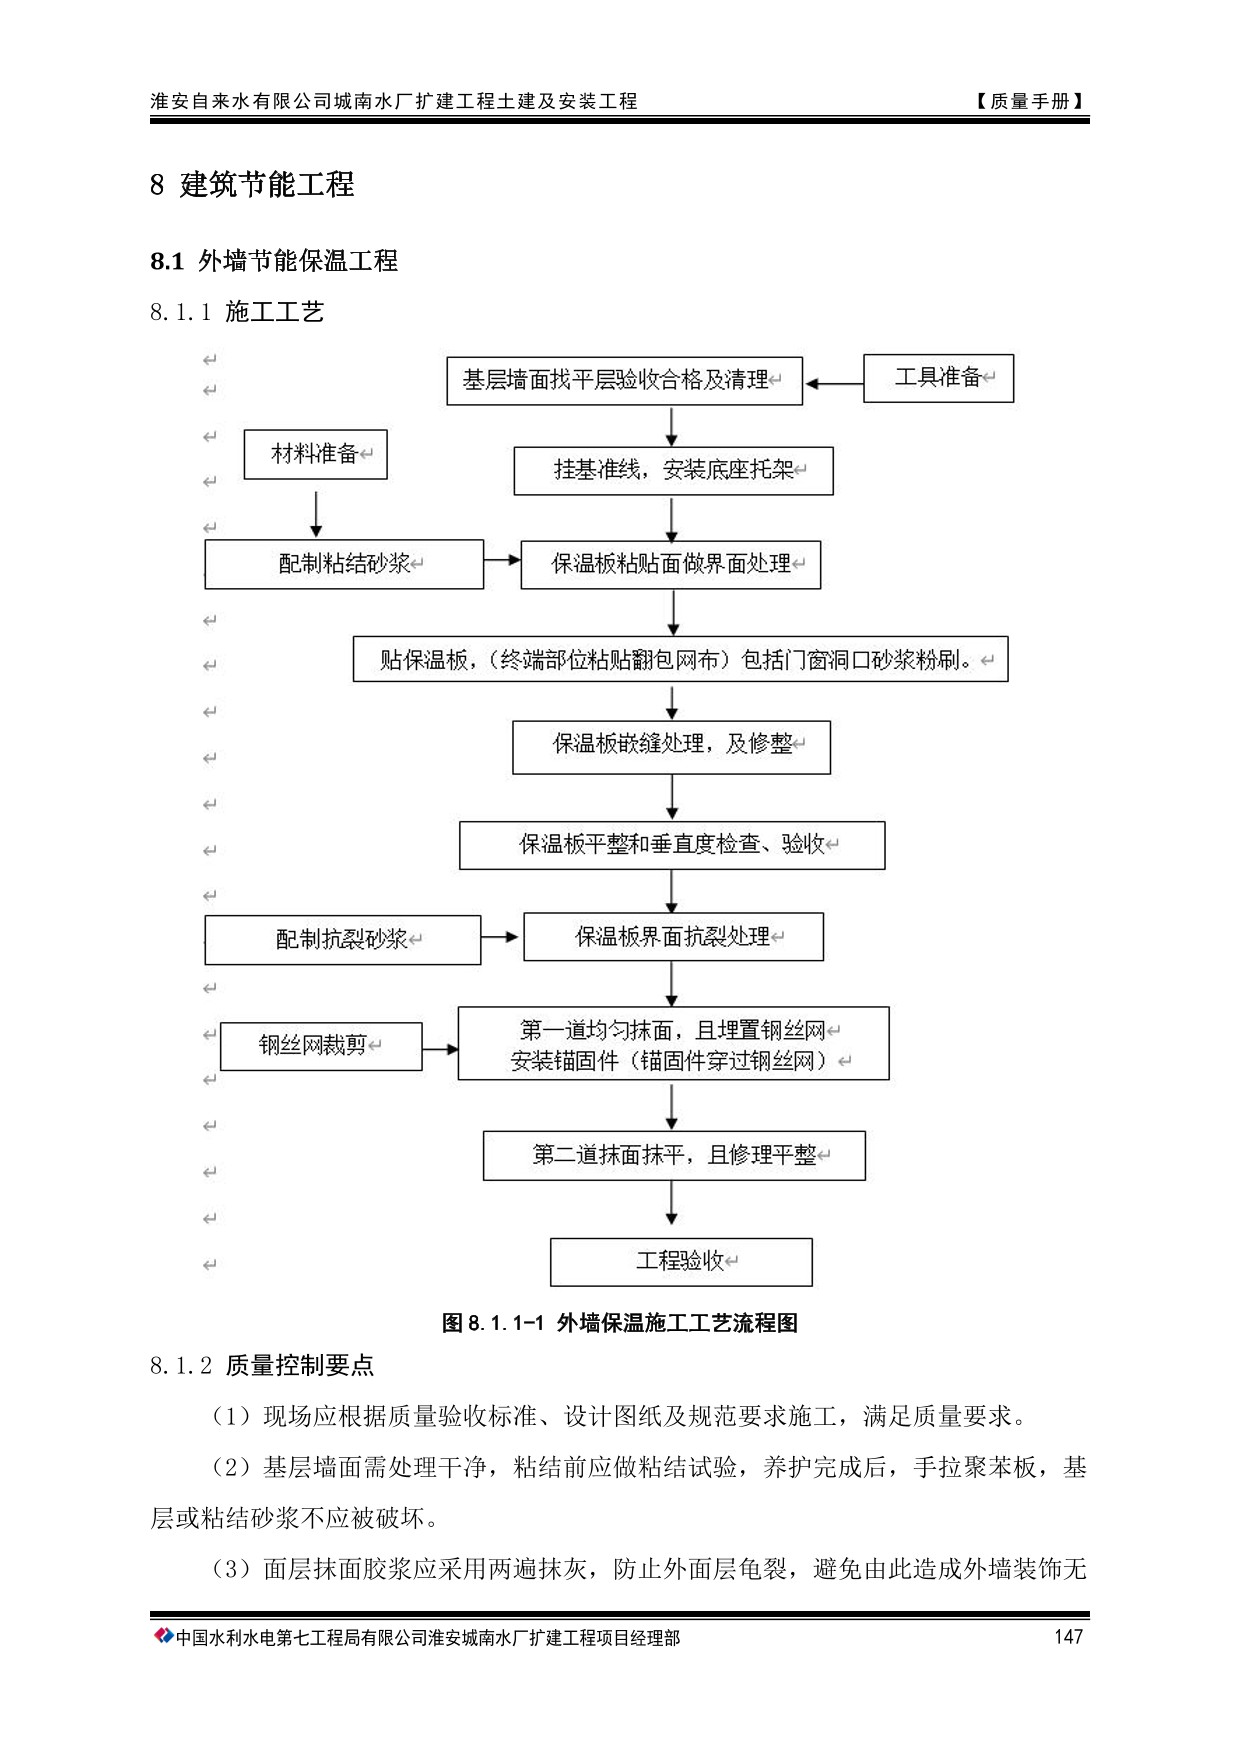 淮安自来水有限公司城南水厂扩建工程土建及安装工程 【质量手册】
8 建筑节能工程
8.1 外墙节能保温工程
8.1.1 施工工艺
基层墙面找平层验收合格及清理
工具准备
材料准备
挂基准线，安装底座托架
配制粘结砂浆
保温板粘贴面做界面处理
贴保温板，（终端部位粘贴翻包网布）包括门窗洞口砂浆粉刷。
保温板嵌缝处理，及修整
保温板平整和垂直度检查、验收
配制抗裂砂浆
保温板界面抗裂处理
钢丝网裁剪
第一道均匀抹面，且埋置钢丝网
安装锚固件（锚固件穿过钢丝网）
第二道抹面抹平，且修理平整
工程验收
图 8.1.1-1 外墙保温施工工艺流程图
8.1.2 质量控制要点
（1）现场应根据质量验收标准、设计图纸及规范要求施工，满足质量要求。
（2）基层墙面需处理干净，粘结前应做粘结试验，养护完成后，手拉聚苯板，基
层或粘结砂浆不应被破坏。
（3）面层抹面胶浆应采用两遍抹灰，防止外面层龟裂，避免由此造成外墙装饰无
中国水利水电第七工程局有限公司淮安城南水厂扩建工程项目经理部 147